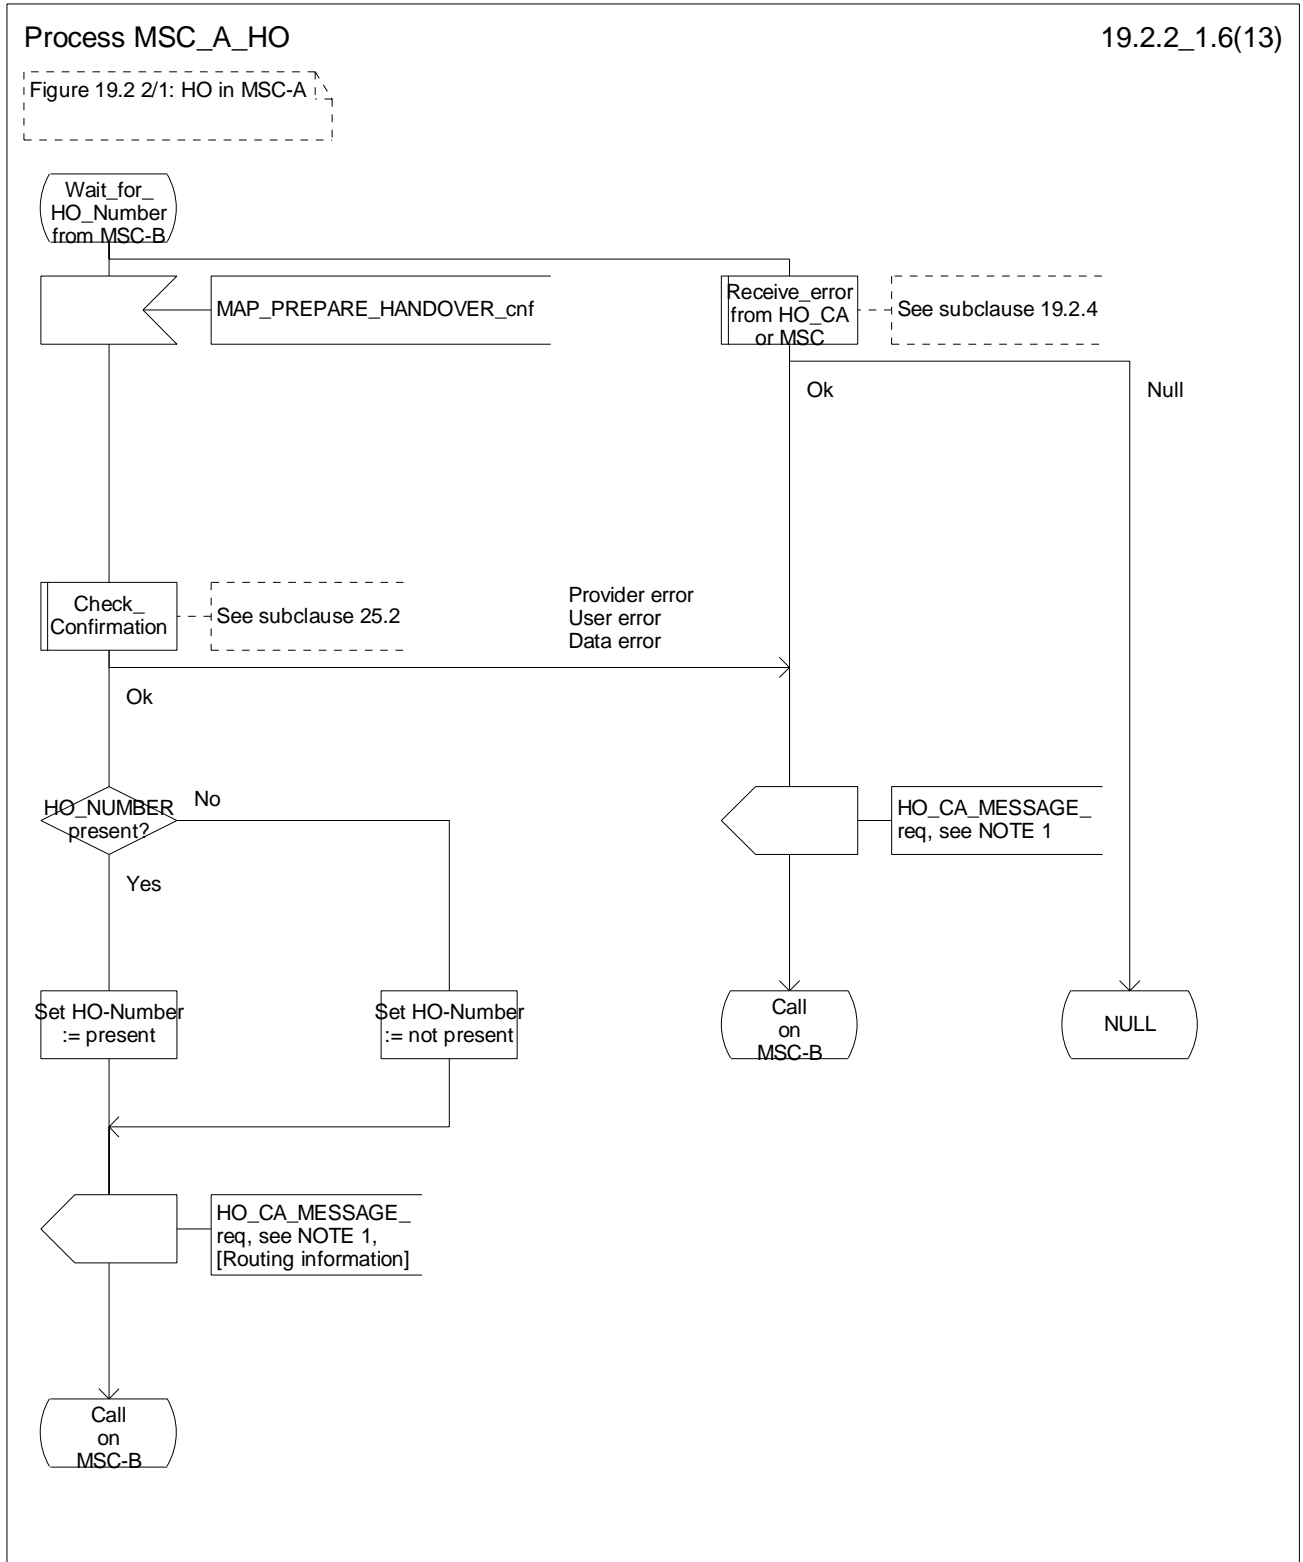 Process MSC_A_HO
19.2.2_1.6(13)
Figure 19.2 2/1: HO in MSC-A
Wait_for_
HO_Number
from MSC-B
MAP_PREPARE_HANDOVER_cnf
Receive_error
from HO_CA
or MSC
See subclause 19.2.4
Ok
Null
Check_
Confirmation
See subclause 25.2
Provider error
User error
Data error
Ok
HO_NUMBER
present?
No
HO_CA_MESSAGE_
req, see NOTE 1
Yes
Set HO-Number
:= present
Set HO-Number
:= not present
Call
on
MSC-B
NULL
HO_CA_MESSAGE_
req, see NOTE 1,
[Routing information]
Call
on
MSC-B